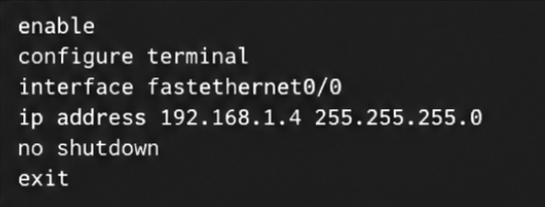 enable
configure terminal
interface fastethernet0/0
ip address 192.168.1.4 255.255.255.0
no shutdown
exit